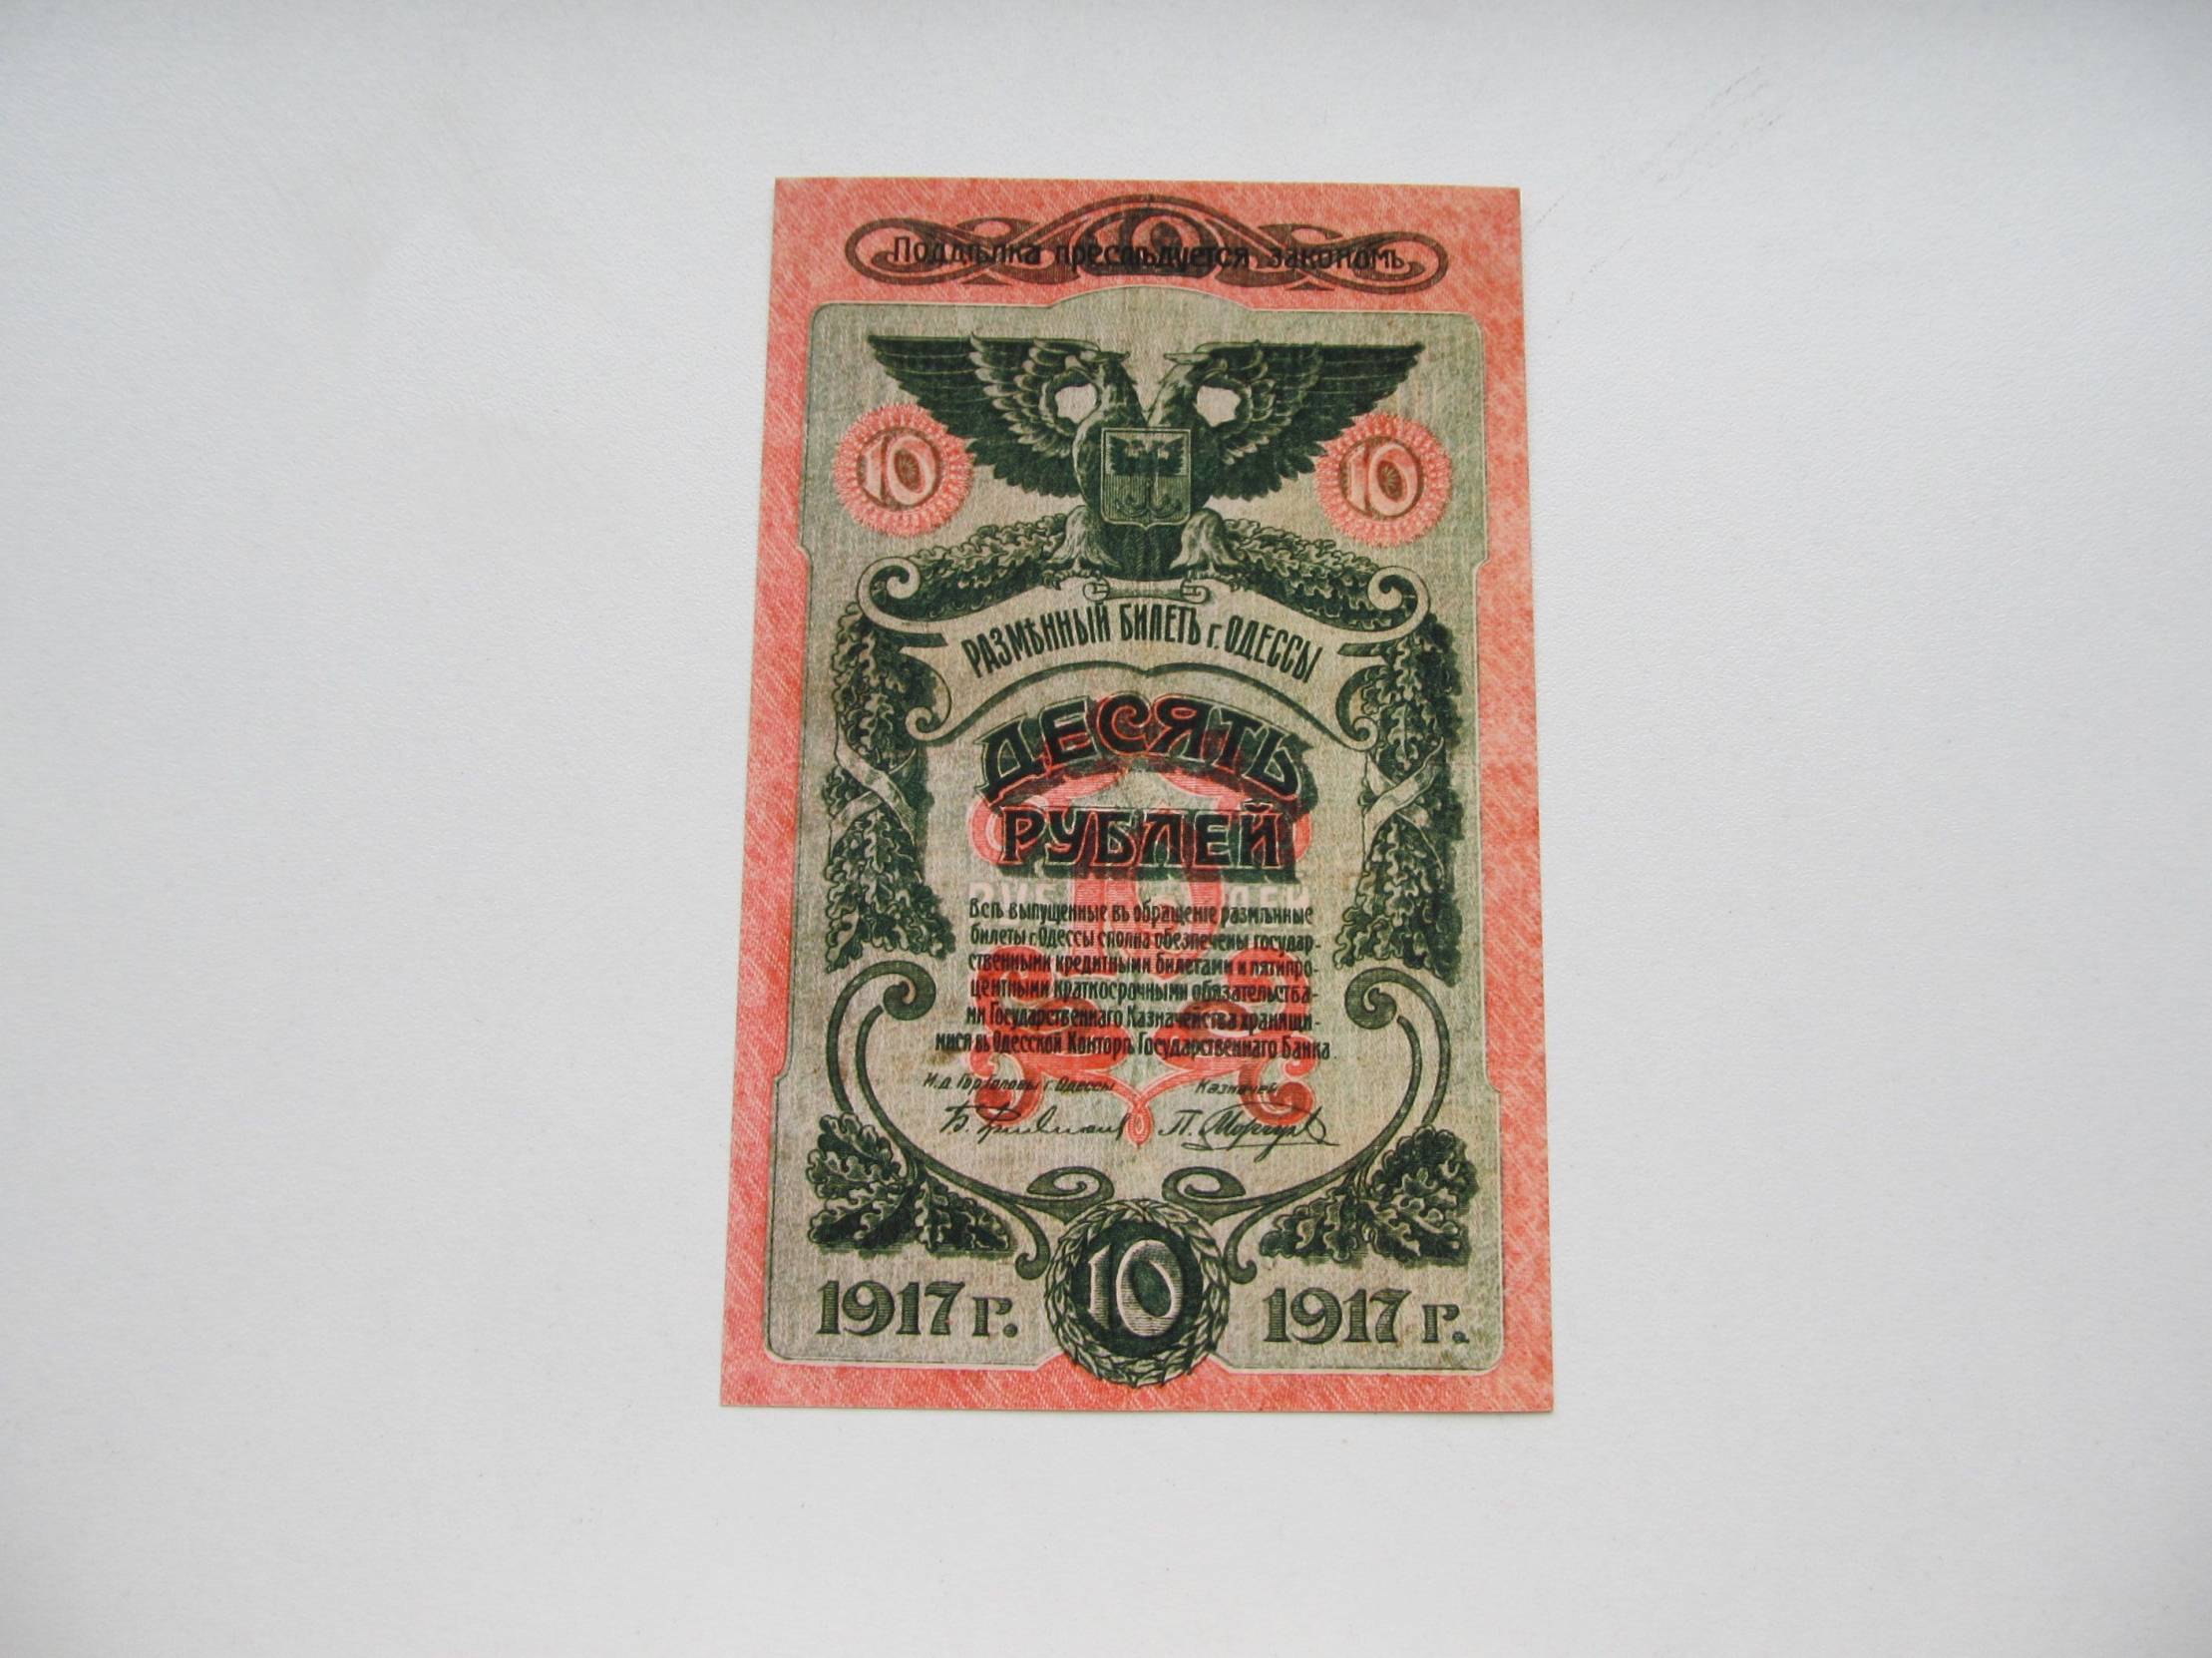 Поддѣлка преслѣдуется закономъ
10 10
РАЗМѢННЫЙ БИЛЕТЪ г. ОДЕССЫ
ДЕСЯТЬ
РУБЛЕЙ
Всѣ выпущенные въ обращеніе размѣнные
билеты г. Одессы сполна обезпечены государ-
ственными кредитными билетами и пятипро-
центными краткосрочными обязательства-
ми Государственнаго Казначейства хранящи-
мися въ Одесской Конторѣ Государственнаго Банка.
И.д. Гор. Головы г. Одессы Казначей
10
1917 г. 1917 г.